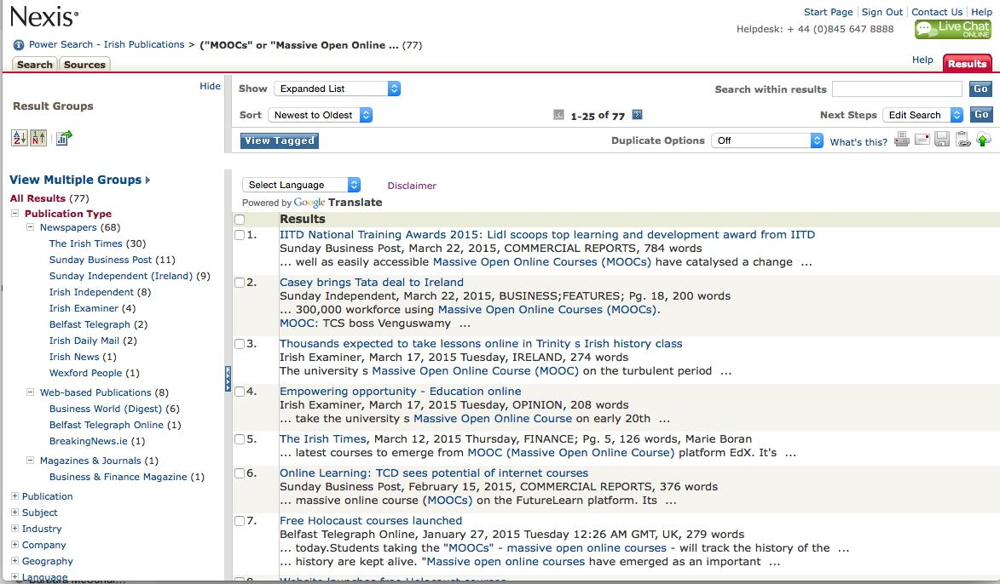 Nexis®
Start Page | Sign Out | Contact Us | Help
Helpdesk: + 44 (0)845 647 8888
Live Chat
ONLINE
Power Search - Irish Publications > ("MOOCs" or "Massive Open Online ... (77)
Search
Sources
Help
Results
Hide
Result Groups
Show
Expanded List
Search within results
Go
Sort
Newest to Oldest
1-25 of 77
Next Steps
Edit Search
Go
View Tagged
Duplicate Options
Off
What's this?
View Multiple Groups
All Results (77)
Publication Type
Newspapers (68)
The Irish Times (30)
Sunday Business Post (11)
Sunday Independent (Ireland) (9)
Irish Independent (8)
Irish Examiner (4)
Belfast Telegraph (2)
Irish Daily Mail (2)
Irish News (1)
Wexford People (1)
Web-based Publications (8)
Business World (Digest) (6)
Belfast Telegraph Online (1)
BreakingNews.ie (1)
Magazines & Journals (1)
Business & Finance Magazine (1)
Publication
Subject
Industry
Company
Geography
Language
Select Language
Disclaimer
Powered by Google Translate
Results
1. IITD National Training Awards 2015: Lidl scoops top learning and development award from IITD
Sunday Business Post, March 22, 2015, COMMERCIAL REPORTS, 784 words
... well as easily accessible Massive Open Online Courses (MOOCs) have catalysed a change ...
2. Casey brings Tata deal to Ireland
Sunday Independent, March 22, 2015, BUSINESS;FEATURES; Pg. 18, 200 words
... 300,000 workforce using Massive Open Online Courses (MOOCs).
MOOC: TCS boss Venguswamy ...
3. Thousands expected to take lessons online in Trinity s Irish history class
Irish Examiner, March 17, 2015 Tuesday, IRELAND, 274 words
The university s Massive Open Online Course (MOOC) on the turbulent period ...
4. Empowering opportunity - Education online
Irish Examiner, March 17, 2015 Tuesday, OPINION, 208 words
... take the university s Massive Open Online Course on early 20th ...
5. The Irish Times, March 12, 2015 Thursday, FINANCE; Pg. 5, 126 words, Marie Boran
... latest courses to emerge from MOOC (Massive Open Online Course) platform EdX. It's ...
6. Online Learning: TCD sees potential of internet courses
Sunday Business Post, February 15, 2015, COMMERCIAL REPORTS, 376 words
... massive online course (MOOCs) on the FutureLearn platform. Its ...
7. Free Holocaust courses launched
Belfast Telegraph Online, January 27, 2015 Tuesday 12:26 AM GMT, UK, 279 words
... today.Students taking the "MOOCs" - massive open online courses - will track the history of the ...
... history are kept alive. "Massive open online courses have emerged as an important ...
8. Website launches free Holocaust courses